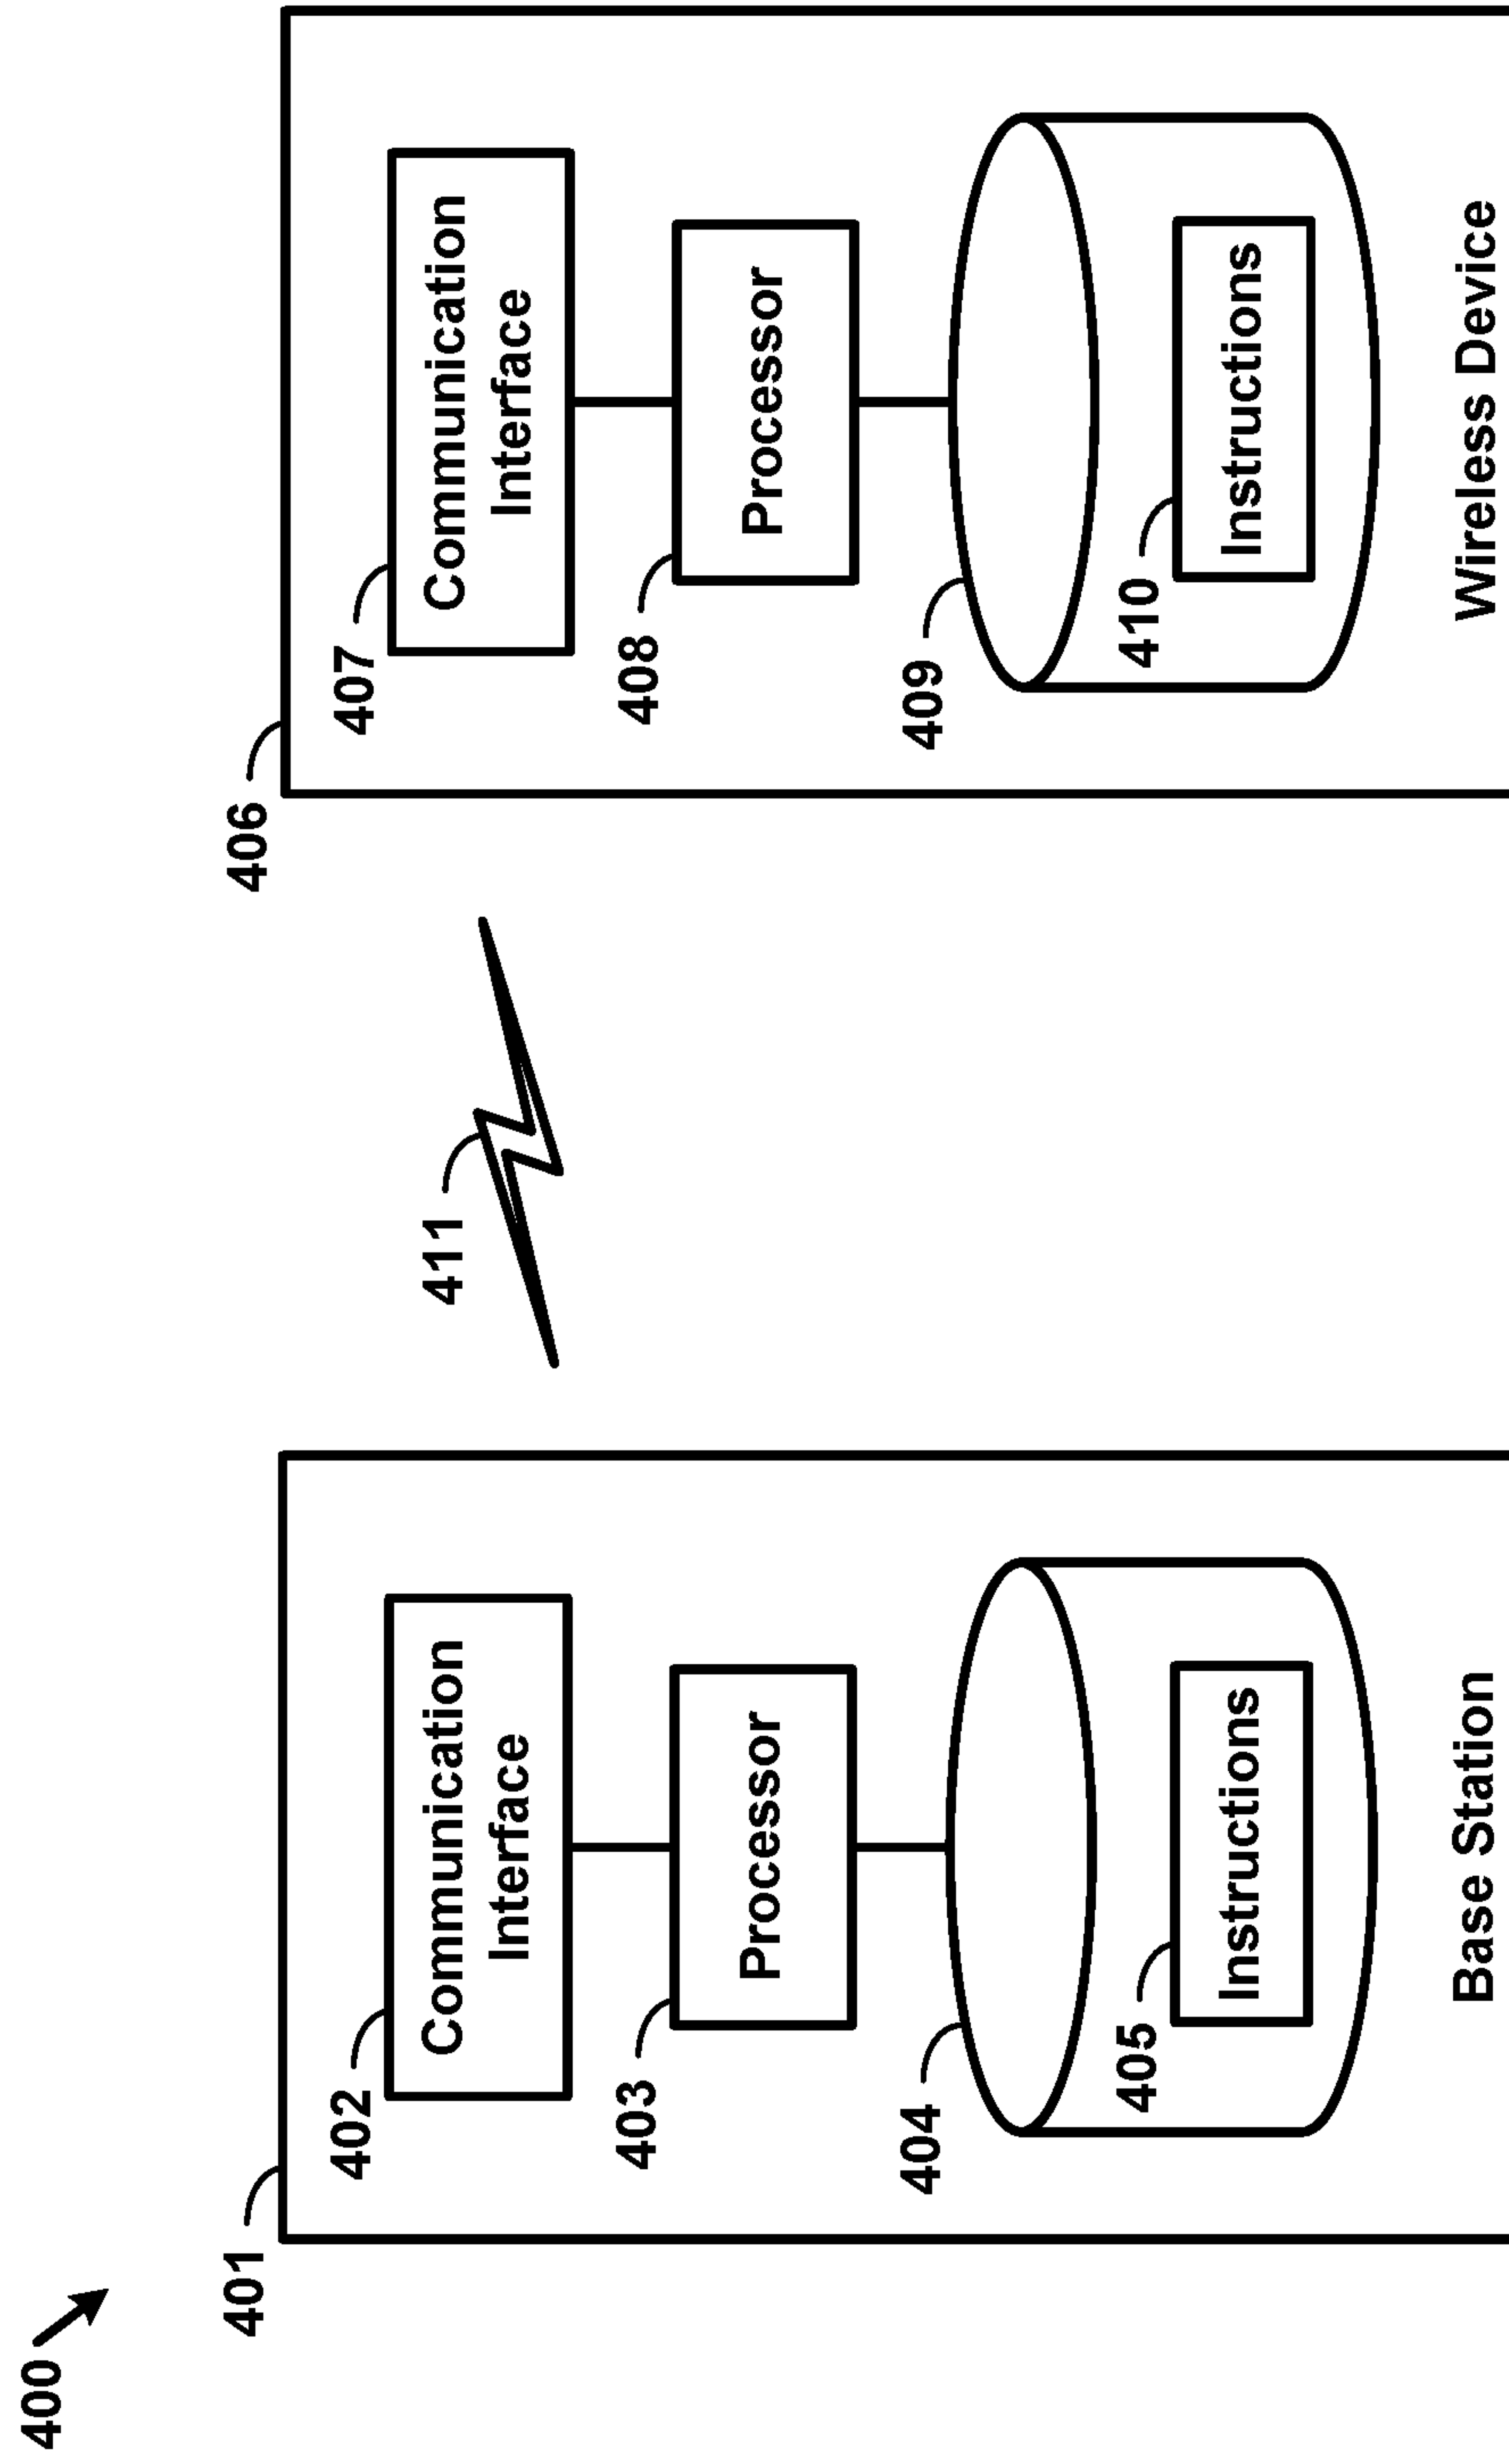 400
401
402
Communication
Interface
403
Processor
404
405
Instructions
Base Station
411
406
407
Communication
Interface
408
Processor
409
410
Instructions
Wireless Device